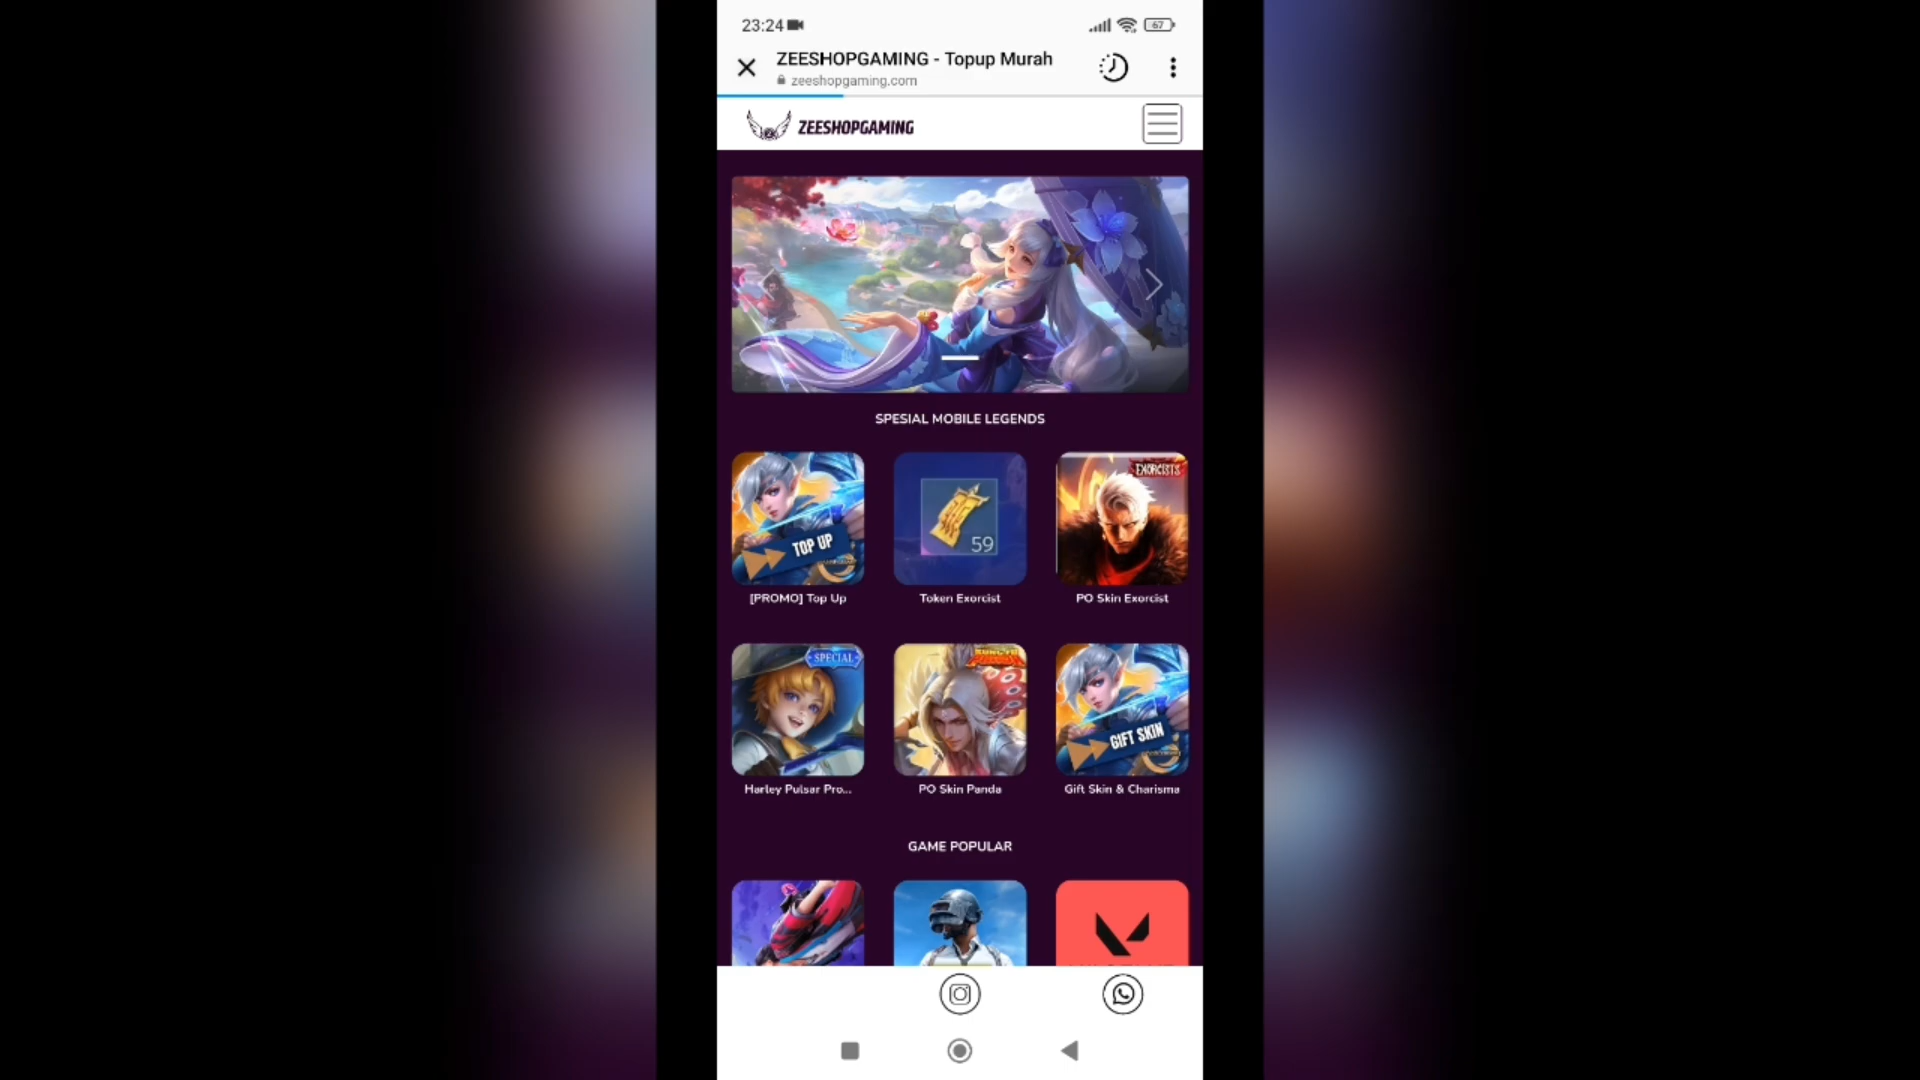 23:24
67
ZEESHOPGAMING - Topup Murah
zeeshopgaming.com
ZEESHOPGAMING
SPESIAL MOBILE LEGENDS
TOP UP
59
EXORCISTS
[PROMO] Top Up
Token Exorcist
PO Skin Exorcist
SPECIAL
GIFT SKIN
Harley Pulsar Pro...
PO Skin Panda
Gift Skin & Charisma
GAME POPULAR